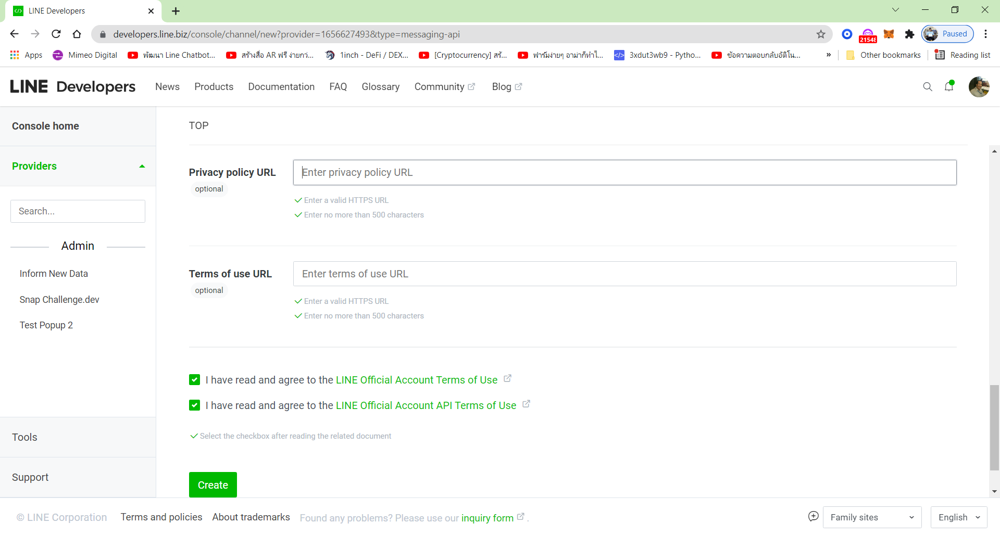 LINE Developers
developers.line.biz/console/channel/new?provider=1656627493&type=messaging-api
21548
Paused
Apps
Mimeo Digital
พัฒนา Line Chatbot...
สร้างสื่อ AR ฟรี ง่ายกว่...
1inch - DeFi / DEX...
[Cryptocurrency] สรั...
ฟาร์มง่ายๆ อาม่าก็ทำไ...
3xdut3wb9 - Pytho...
ข้อความตอบกลับอัติโน...
»
Other bookmarks
Reading list
LINE Developers
News
Products
Documentation
FAQ
Glossary
Community
Blog
Console home
Providers
Search...
Admin
Inform New Data
Snap Challenge.dev
Test Popup 2
Tools
Support
TOP
Privacy policy URL
optional
Enter privacy policy URL
Enter a valid HTTPS URL
Enter no more than 500 characters
Terms of use URL
optional
Enter terms of use URL
Enter a valid HTTPS URL
Enter no more than 500 characters
I have read and agree to the LINE Official Account Terms of Use
I have read and agree to the LINE Official Account API Terms of Use
Select the checkbox after reading the related document
Create
© LINE Corporation
Terms and policies
About trademarks
Found any problems? Please use our inquiry form .
Family sites
English